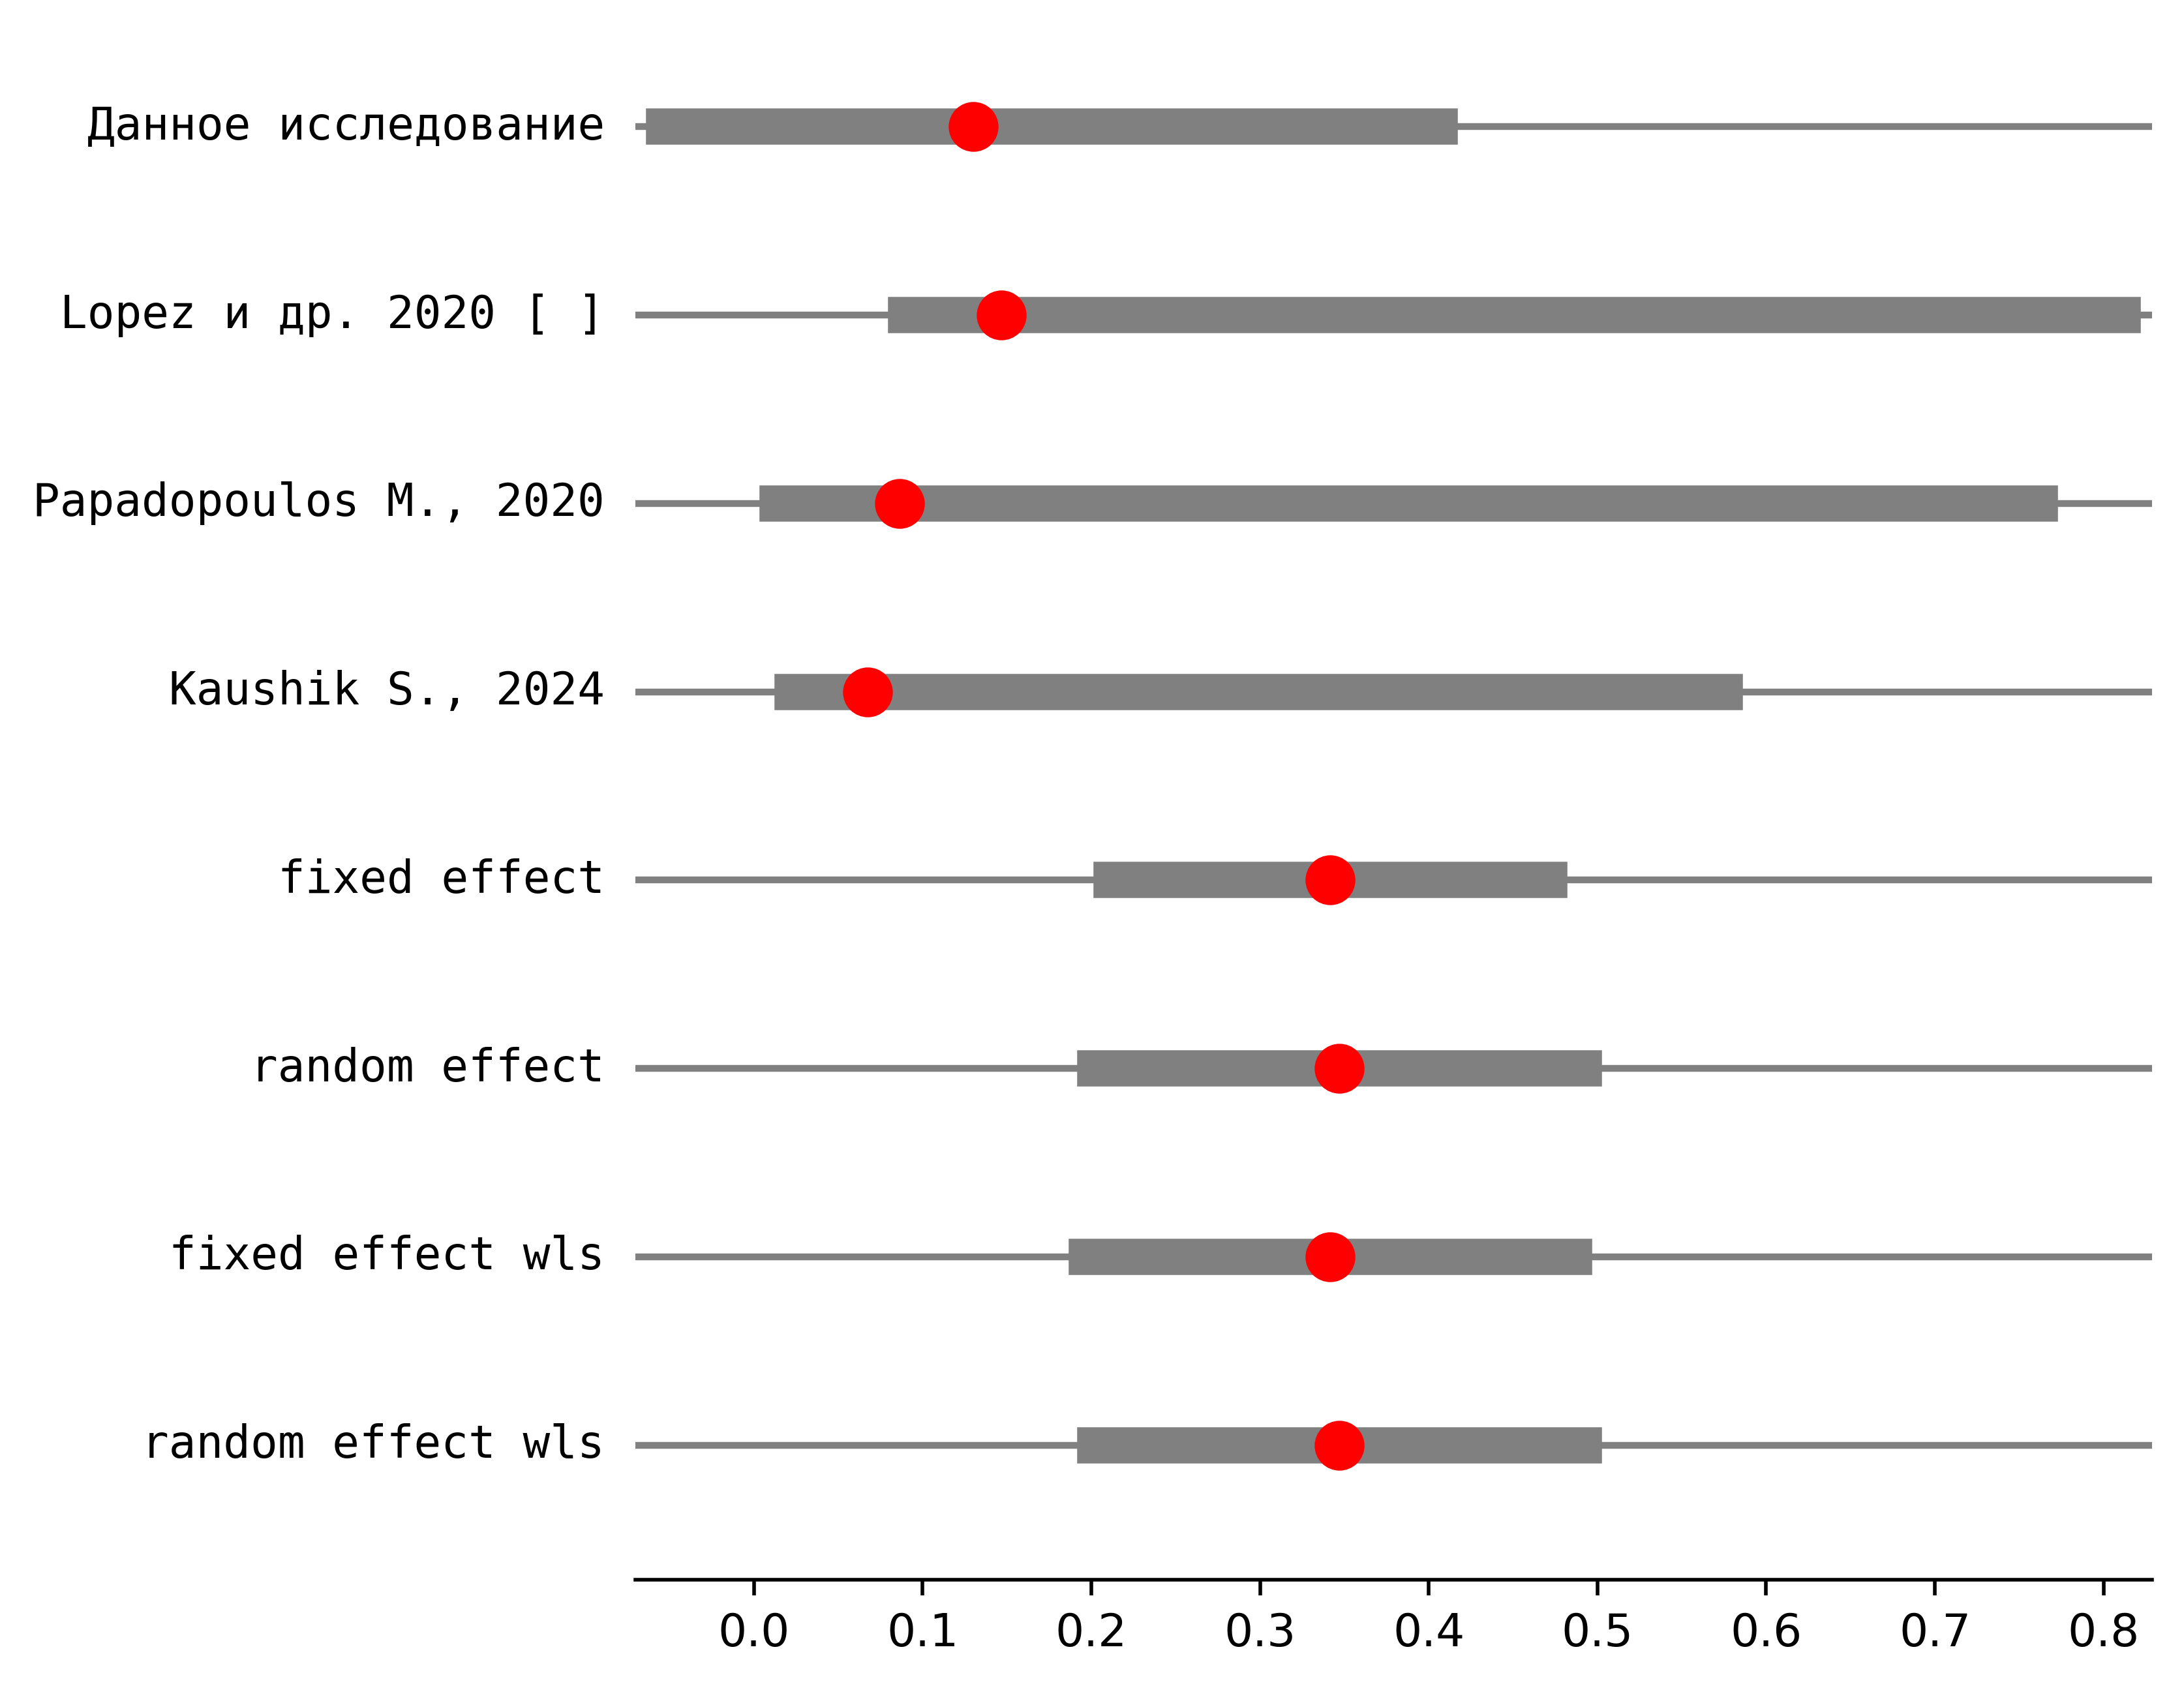 Данное исследование
Lopez и др. 2020 [ ]
Papadopoulos M., 2020
Kaushik S., 2024
fixed effect
random effect
fixed effect wls
random effect wls
0.0 0.1 0.2 0.3 0.4 0.5 0.6 0.7 0.8